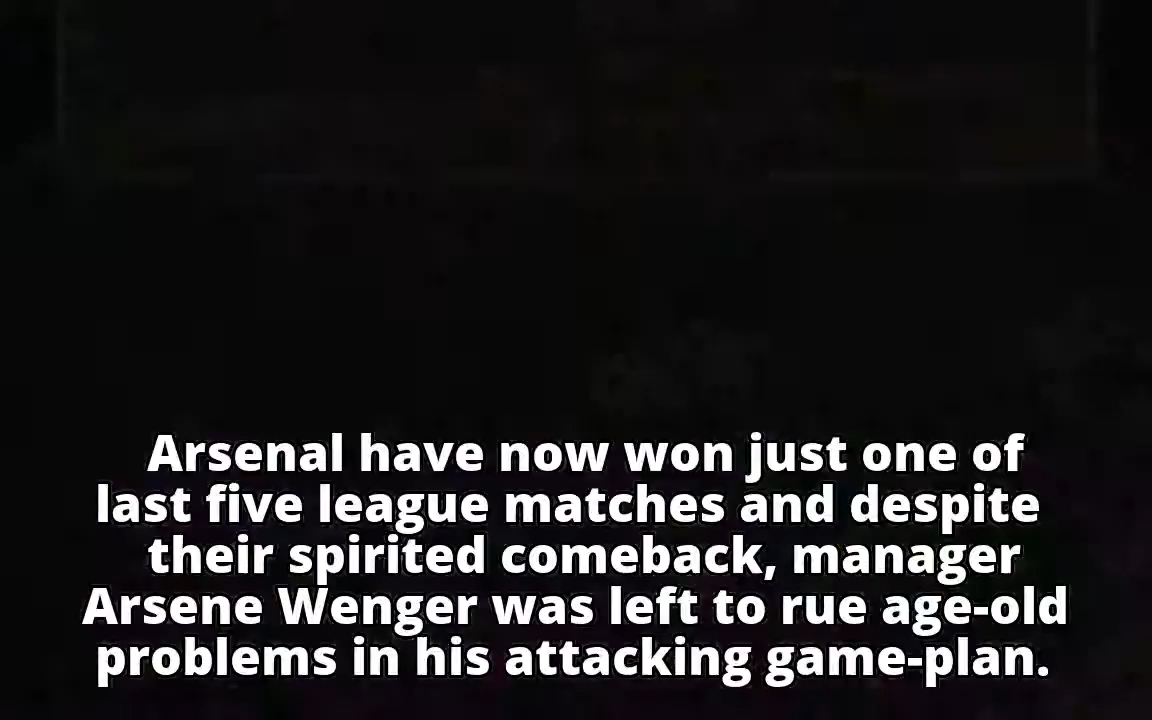 Arsenal have now won just one of
last five league matches and despite
their spirited comeback, manager
Arsene Wenger was left to rue age-old
problems in his attacking game-plan.